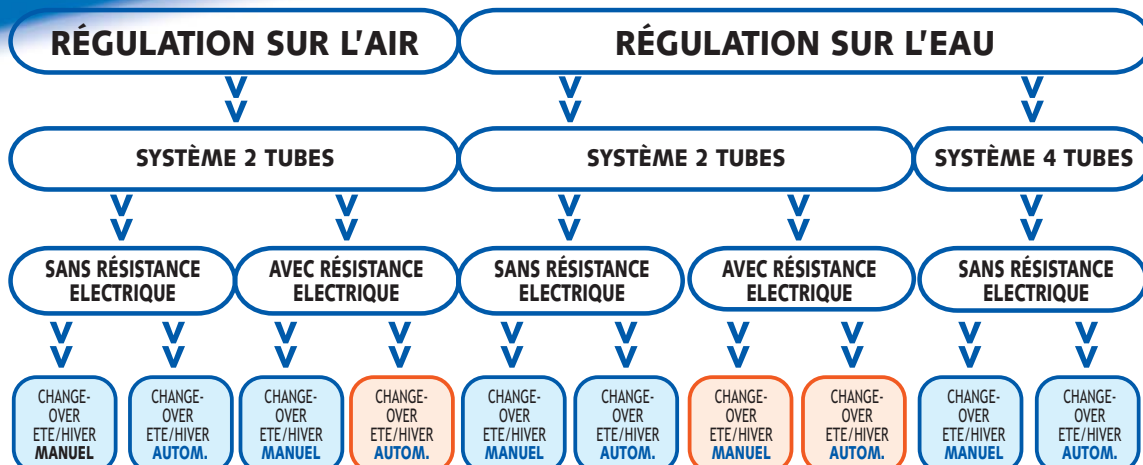 RÉGULATION SUR L'AIR
RÉGULATION SUR L'EAU
SYSTÈME 2 TUBES
SYSTÈME 2 TUBES
SYSTÈME 4 TUBES
SANS RÉSISTANCE
ELECTRIQUE
AVEC RÉSISTANCE
ELECTRIQUE
SANS RÉSISTANCE
ELECTRIQUE
AVEC RÉSISTANCE
ELECTRIQUE
SANS RÉSISTANCE
ELECTRIQUE
CHANGE-
OVER
ETE/HIVER
MANUEL
CHANGE-
OVER
ETE/HIVER
AUTOM.
CHANGE-
OVER
ETE/HIVER
MANUEL
CHANGE-
OVER
ETE/HIVER
AUTOM.
CHANGE-
OVER
ETE/HIVER
MANUEL
CHANGE-
OVER
ETE/HIVER
AUTOM.
CHANGE-
OVER
ETE/HIVER
MANUEL
CHANGE-
OVER
ETE/HIVER
AUTOM.
CHANGE-
OVER
ETE/HIVER
MANUEL
CHANGE-
OVER
ETE/HIVER
AUTOM.